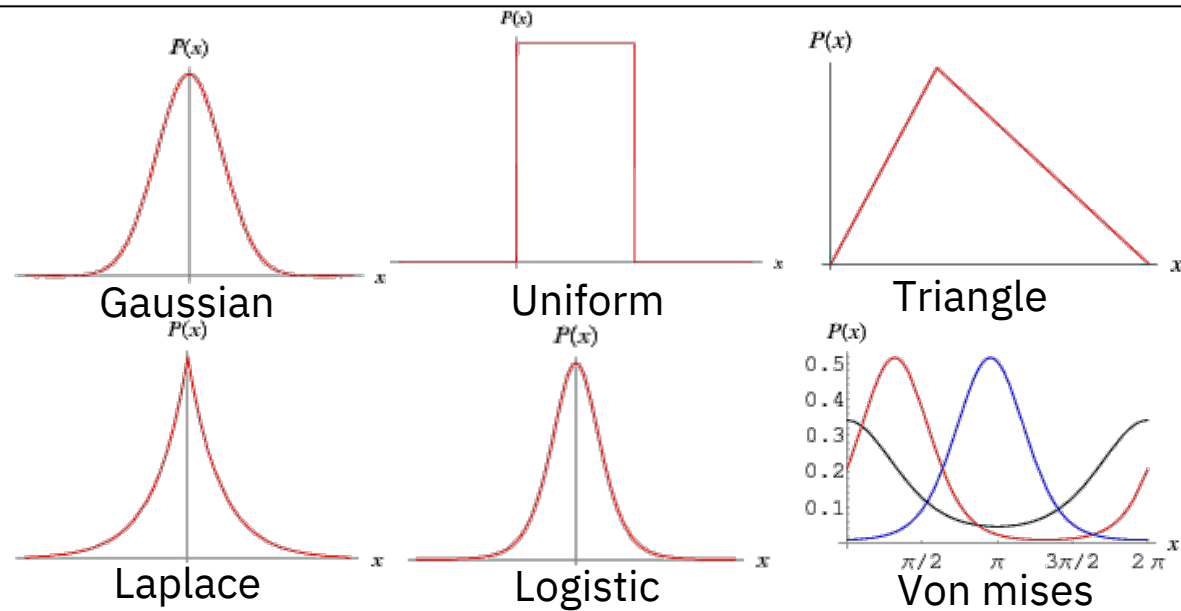 P(x)
x
Gaussian
P(x)
x
Uniform
P(x)
x
Triangle
P(x)
x
Laplace
P(x)
x
Logistic
P(x)
0.5
0.4
0.3
0.2
0.1
π/2 π 3π/2 2 π
x
Von mises